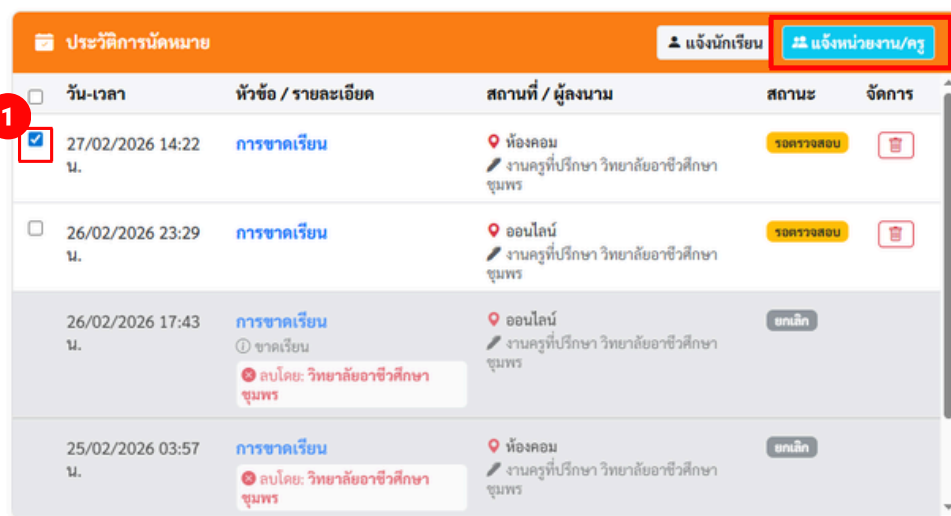 ประวัติการนัดหมาย
แจ้งนักเรียน
แจ้งหน่วยงาน/ครู
วัน-เวลา
หัวข้อ / รายละเอียด
สถานที่ / ผู้ลงนาม
สถานะ
จัดการ
1
27/02/2026 14:22
น.
การขาดเรียน
ห้องคอม
งานครูที่ปรึกษา วิทยาลัยอาชีวศึกษา
ชุมพร
รอตรวจสอบ
26/02/2026 23:29
น.
การขาดเรียน
ออนไลน์
งานครูที่ปรึกษา วิทยาลัยอาชีวศึกษา
ชุมพร
รอตรวจสอบ
26/02/2026 17:43
น.
การขาดเรียน
ขาดเรียน
ลบโดย: วิทยาลัยอาชีวศึกษา
ชุมพร
ออนไลน์
งานครูที่ปรึกษา วิทยาลัยอาชีวศึกษา
ชุมพร
ยกเลิก
25/02/2026 03:57
น.
การขาดเรียน
ลบโดย: วิทยาลัยอาชีวศึกษา
ชุมพร
ห้องคอม
งานครูที่ปรึกษา วิทยาลัยอาชีวศึกษา
ชุมพร
ยกเลิก